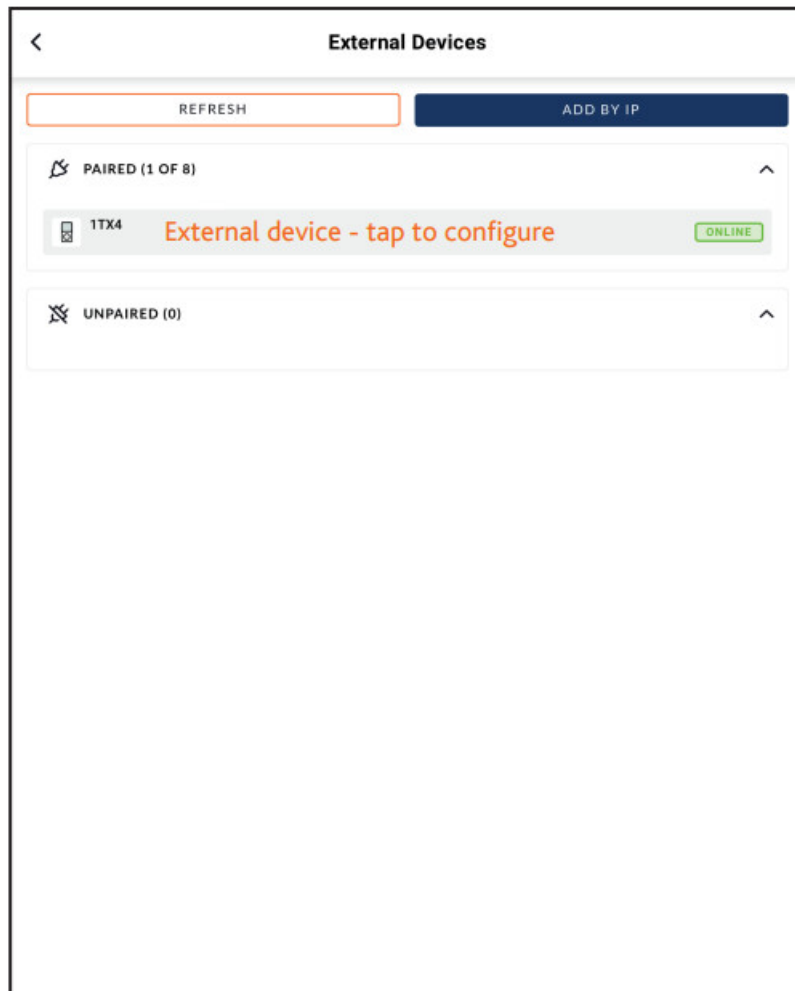 External Devices
REFRESH
ADD BY IP
PAIRED (1 OF 8)
1TX4
External device - tap to configure
ONLINE
UNPAIRED (0)